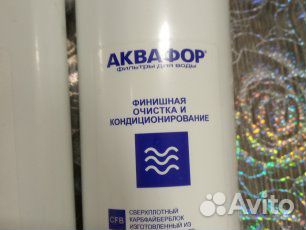 АКВАФОР®
ФИЛЬТРЫ ДЛЯ ВОДЫ
ФИНИШНАЯ
ОЧИСТКА И
КОНДИЦИОНИРОВАНИЕ
CFB
СВЕРХПЛОТНЫЙ
КАРБФАЙБЕРБЛОК
ИЗГОТОВЛЕННЫЙ ИЗ
Avito